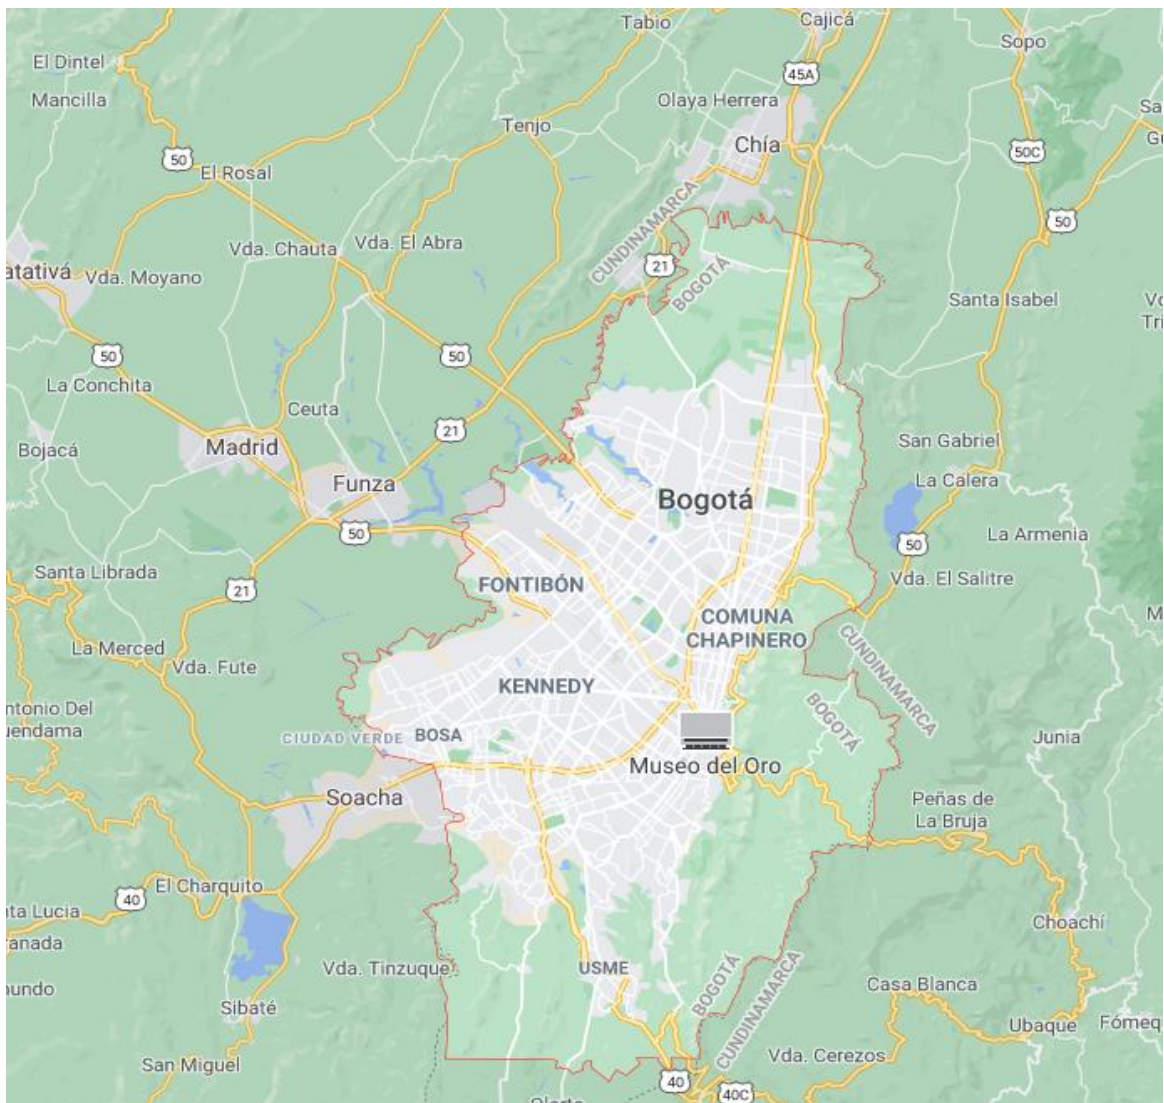 Tabio
Cajicá
Sopo
El Dintel
45A
Mancilla
Olaya Herrera
Tenjo
Chía
50
50C
El Rosal
50
CUNDINAMARCA
Vda. Chauta
Vda. El Abra
21
BOGOTÁ
atativá
Vda. Moyano
Santa Isabel
50
50
La Conchita
Ceuta
21
Madrid
Bojacá
San Gabriel
Funza
La Calera
Bogotá
50
50
La Armenia
Santa Librada
FONTIBÓN
Vda. El Salitre
21
COMUNA
CHAPINERO
La Merced
Vda. Fute
CUNDINAMARCA
KENNEDY
ntonio Del
uendama
BOGOTÁ
CIUDAD VERDE
BOSA
Junia
Museo del Oro
Soacha
Peñas de
La Bruja
El Charquito
40
ta Lucia
Choachí
ranada
Vda. Tinzuque
USME
BOGOTÁ
CUNDINAMARCA
Casa Blanca
undo
Sibaté
Ubaque
Fómeq
San Miguel
Vda. Cerezos
40
40C